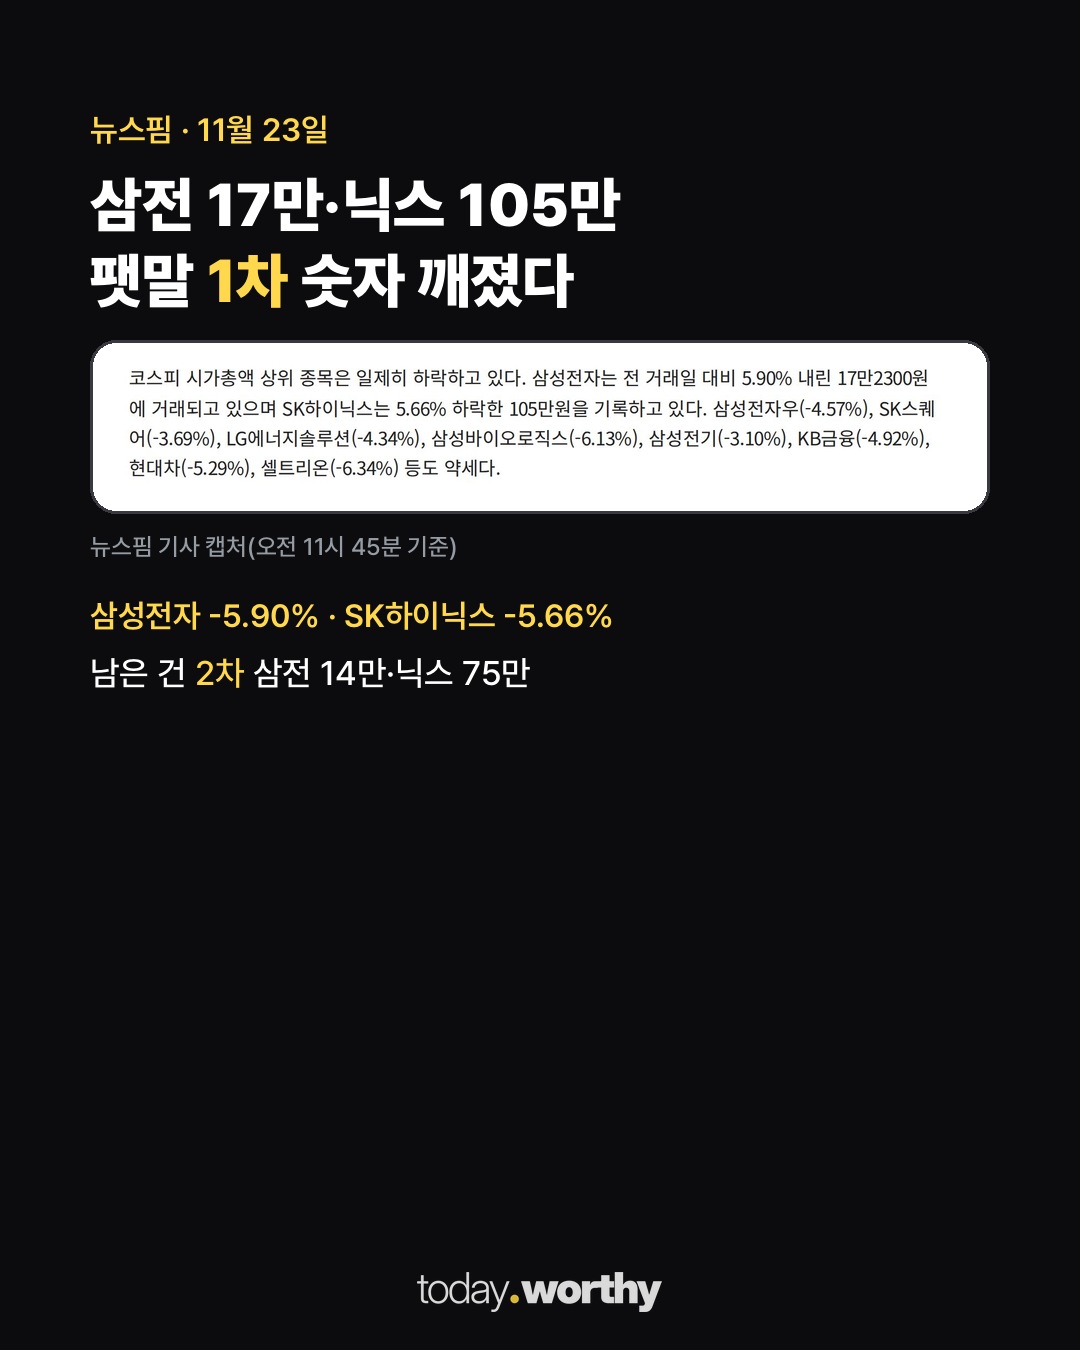 뉴스핌 · 11월 23일
삼전 17만·닉스 105만
팻말 1차 숫자 깨졌다
코스피 시가총액 상위 종목은 일제히 하락하고 있다. 삼성전자는 전 거래일 대비 5.90% 내린 17만2300원
에 거래되고 있으며 SK하이닉스는 5.66% 하락한 105만원을 기록하고 있다. 삼성전자우(-4.57%), SK스퀘
어(-3.69%), LG에너지솔루션(-4.34%), 삼성바이오로직스(-6.13%), 삼성전기(-3.10%), KB금융(-4.92%),
현대차(-5.29%), 셀트리온(-6.34%) 등도 약세다.
뉴스핌 기사 캡처(오전 11시 45분 기준)
삼성전자 -5.90% · SK하이닉스 -5.66%
남은 건 2차 삼전 14만·닉스 75만
today.worthy